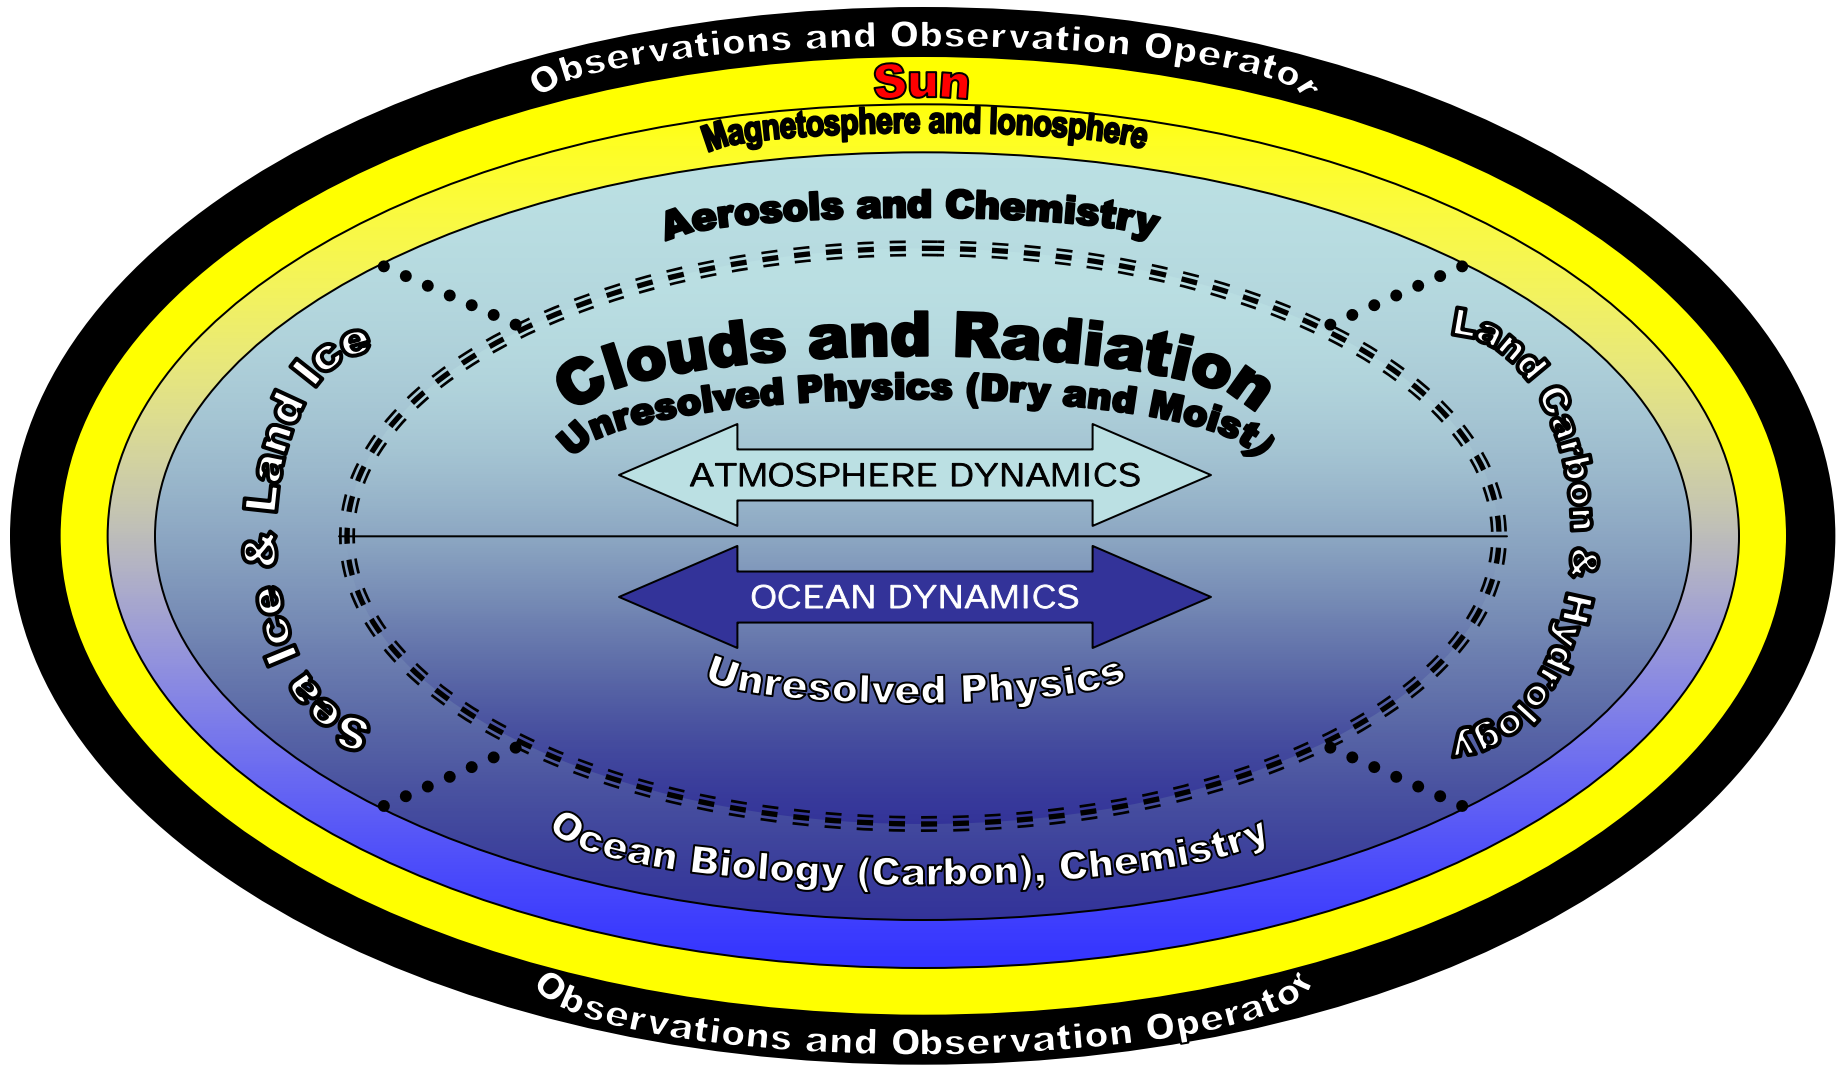 Observations and Observation Operator
Sun
Magnetosphere and Ionosphere
Aerosols and Chemistry
Clouds and Radiation
Unresolved Physics (Dry and Moist)
ATMOSPHERE DYNAMICS
Sea Ice & Land Ice
Land Carbon & Hydrology
OCEAN DYNAMICS
Unresolved Physics
Ocean Biology (Carbon), Chemistry
Observations and Observation Operator